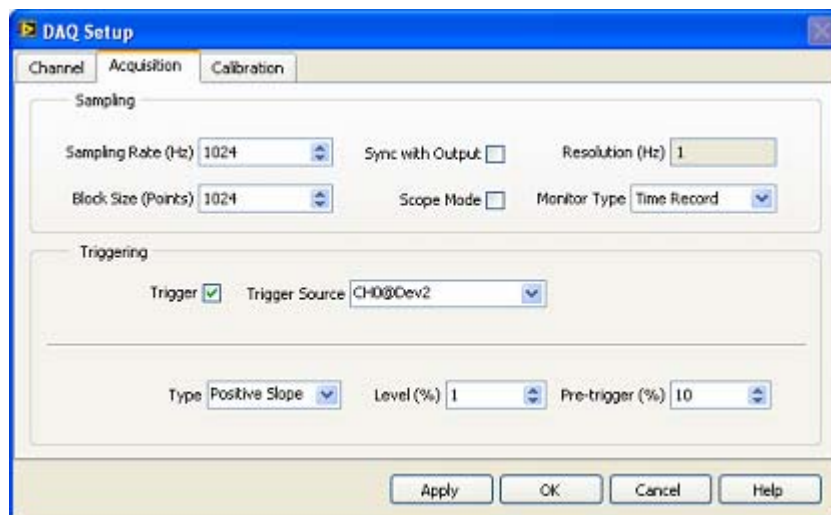 DAQ Setup
Channel Acquisition Calibration
Sampling
Sampling Rate (Hz) 1024 Sync with Output Resolution (Hz) 1
Block Size (Points) 1024 Scope Mode Monitor Type Time Record
Triggering
Trigger Trigger Source CH0@Dev2
Type Positive Slope Level (%) 1 Pre-trigger (%) 10
Apply OK Cancel Help